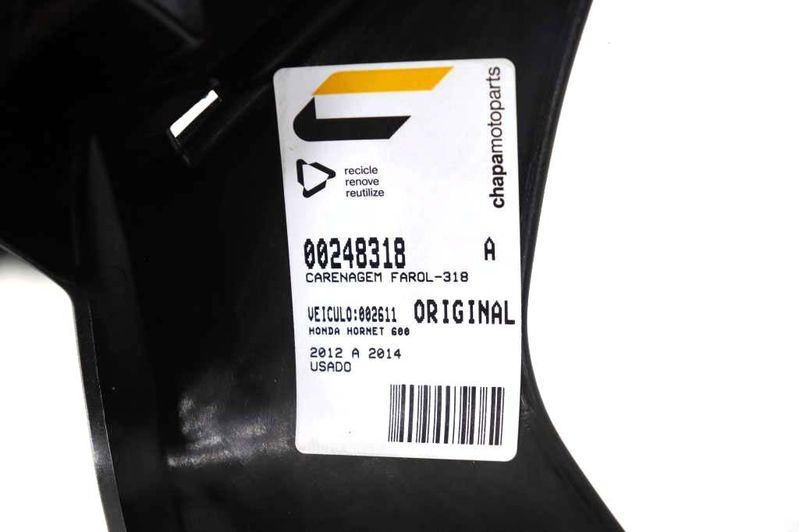 chapamotoparts
recicle
renove
reutilize
00248318 A
CARENAGEM FAROL-318
VEICULO:002611 ORIGINAL
HONDA HORNET 600
2012 A 2014
USADO